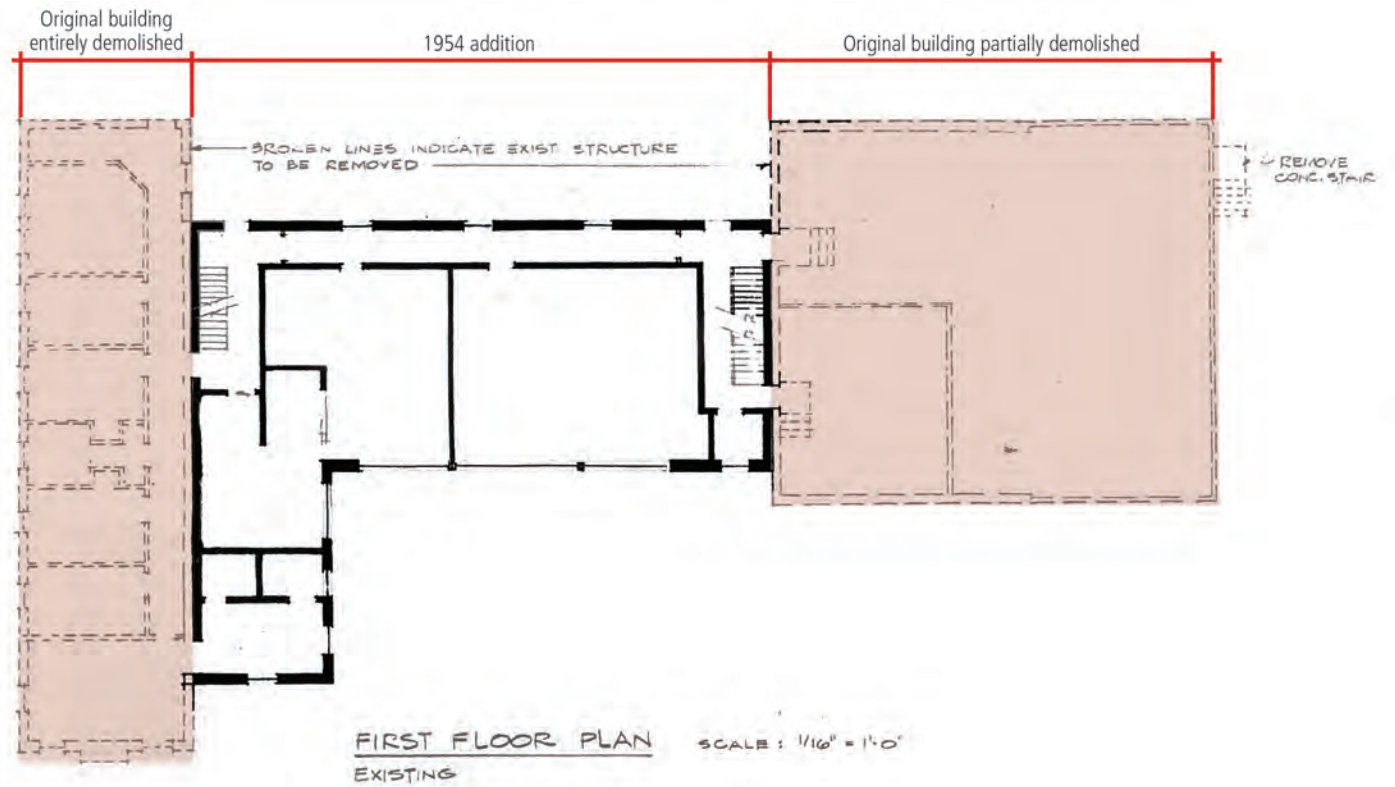 Original building
entirely demolished
1954 addition
Original building partially demolished
BROKEN LINES INDICATE EXIST STRUCTURE
TO BE REMOVED
REMOVE
CONC. STAIR
FIRST FLOOR PLAN
SCALE: 1/16" = 1'-0"
EXISTING